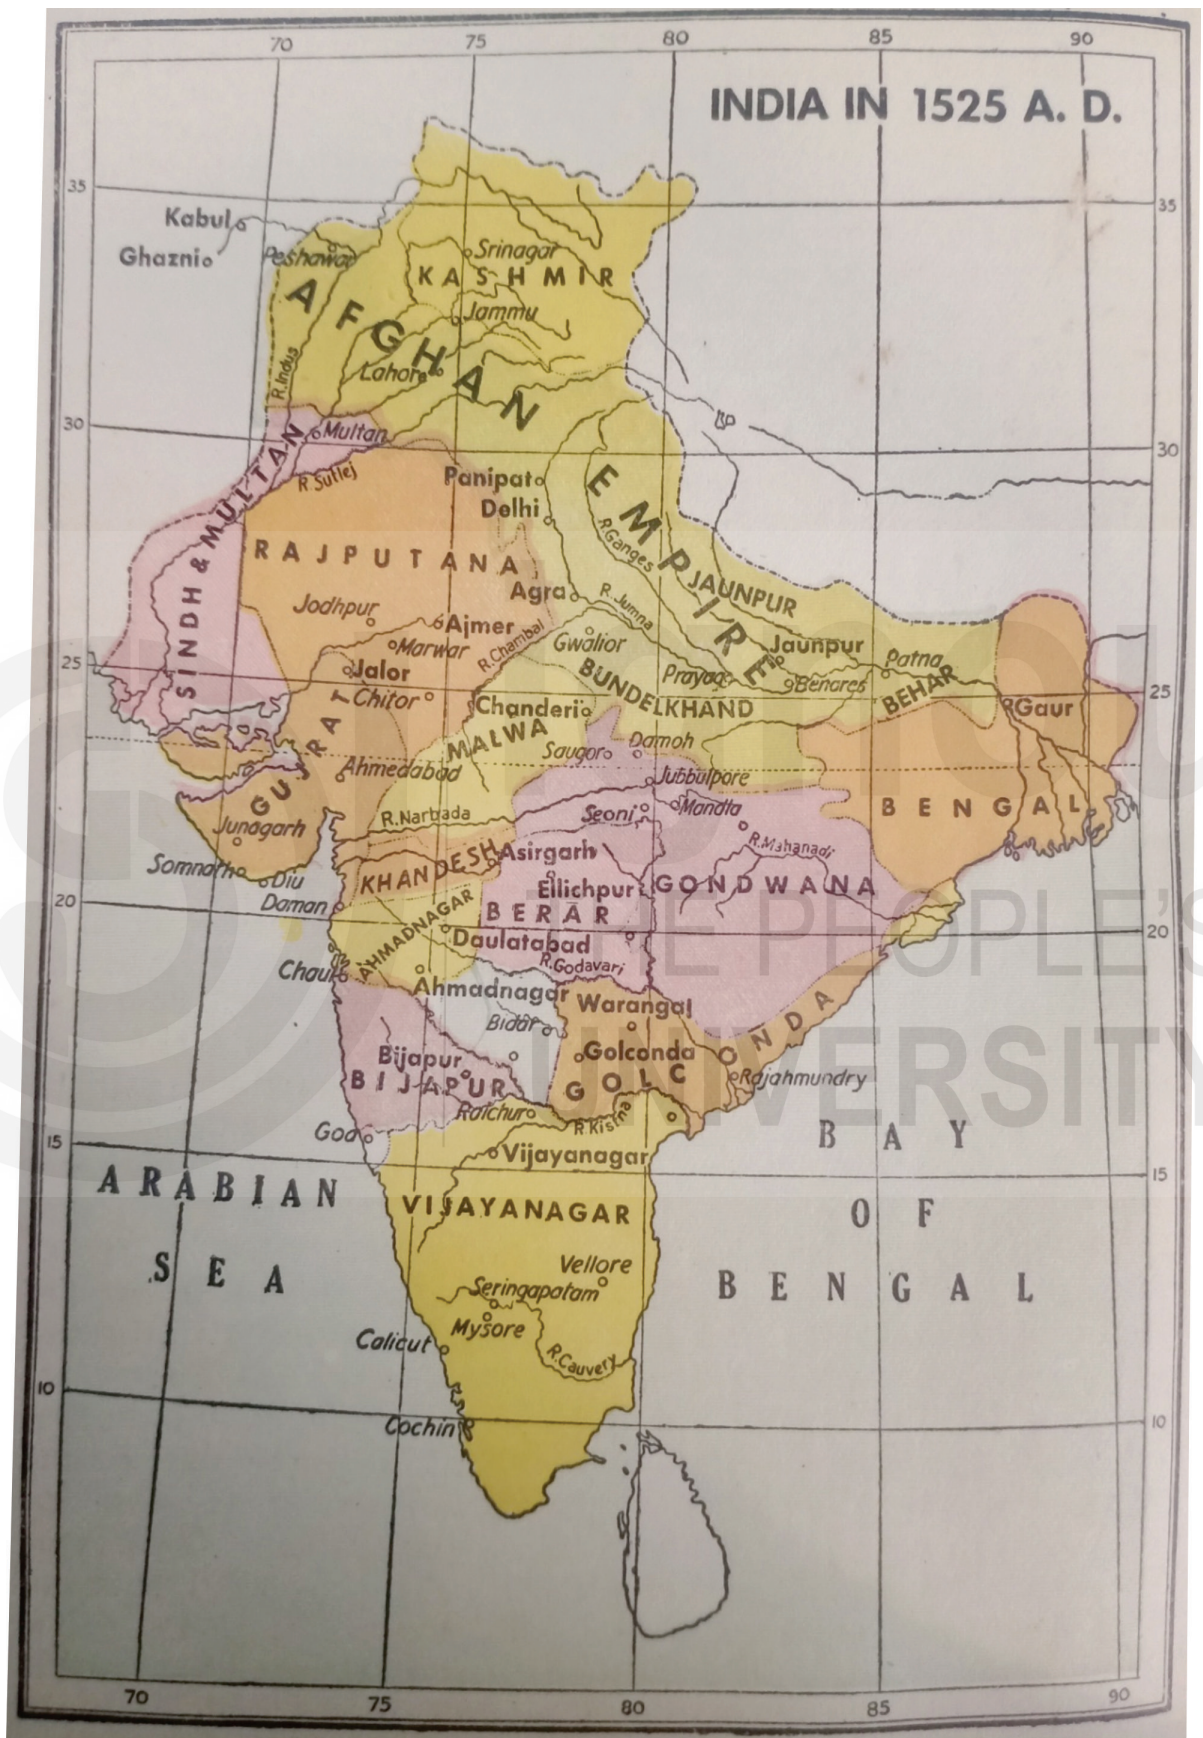 70 75 80 85 90
INDIA IN 1525 A. D.
35 35
Kabul
Ghazni
Peshawar
Srinagar
KASHMIR
Jammu
AFGHAN
EMPIRE
R. Indus
Lahore
30 30
Multan
SINDH & MULTAN
R Sutlej
Panipat
Delhi
RAJPUTANA
R.Ganges
JAUNPUR
Agra
R. Jumna
Jodhpur
Ajmer
Marwar
R.Chambal
Gwalior
Jaunpur
Patna
25 25
Jalor
Chitor
Prayag
Benares
BEHAR
BUNDELKHAND
Chanderi
Gaur
MALWA
Saugor
Damoh
GUJRAT
Ahmedabad
Jubbulpore
R.Narbada
Seoni
Mandla
BENGAL
Junagarh
R.Mahanadi
Somnath
Diu
KHANDESH
Asirgarh
Daman
Ellichpur
GONDWANA
20 20
BERAR
AHMADNAGAR
Daulatabad
R.Godavari
Chaul
Ahmadnagar
Warangal
Bidar
Golconda
GOLCONDA
Bijapur
BIJAPUR
Rajahmundry
Raichur
R Kistna
Goa
15 15
Vijayanagar
VIJAYANAGAR
ARABIAN
SEA
BAY
OF
BENGAL
Vellore
Seringapatam
Mysore
Calicut
R.Cauvery
10 10
Cochin
70 75 80 85 90
THE PEOPLE'S
UNIVERSITY